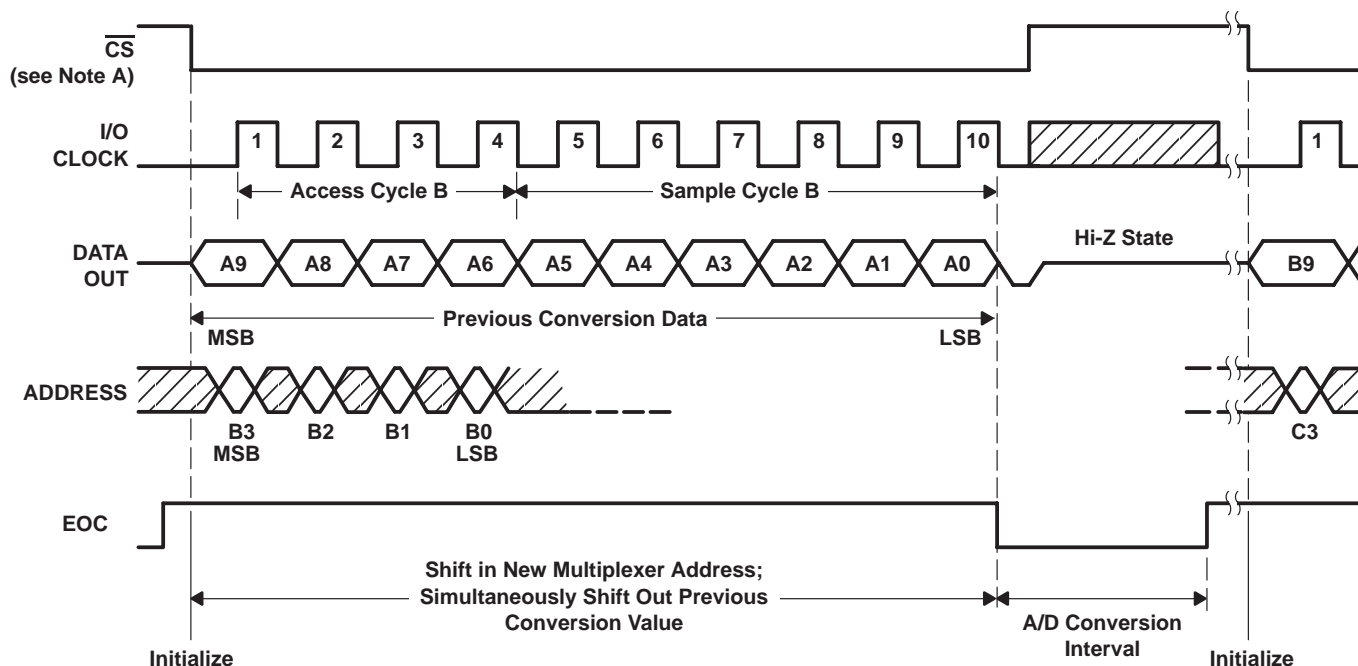 CS
(see Note A)
I/O
CLOCK
1 2 3 4 5 6 7 8 9 10 1
Access Cycle B
Sample Cycle B
DATA
OUT
A9 A8 A7 A6 A5 A4 A3 A2 A1 A0
Hi-Z State
B9
Previous Conversion Data
MSB
LSB
ADDRESS
B3 B2 B1 B0 C3
MSB LSB
EOC
Shift in New Multiplexer Address;
Simultaneously Shift Out Previous
Conversion Value
A/D Conversion
Interval
Initialize
Initialize